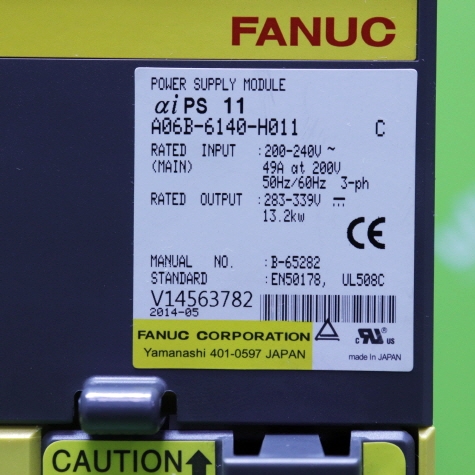 FANUC
POWER SUPPLY MODULE
αi PS 11
A06B-6140-H011 C
RATED INPUT :200-240V ~
(MAIN) 49A at 200V
50Hz/60Hz 3-ph
RATED OUTPUT :283-339V ⎓
13.2kw
CE
MANUAL NO. :B-65282
STANDARD :EN50178, UL508C
V14563782
2014-05
FANUC CORPORATION
Yamanashi 401-0597 JAPAN
c UR us
made in JAPAN
CAUTION